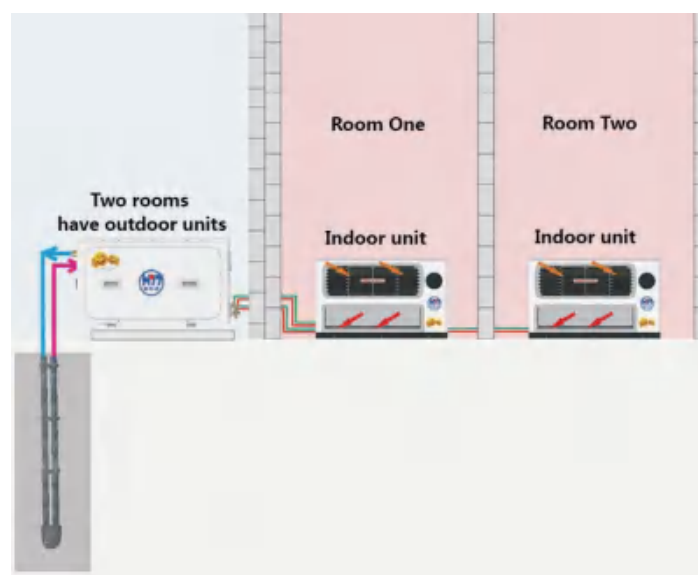 Room One
Room Two
Two rooms
have outdoor units
Indoor unit
Indoor unit